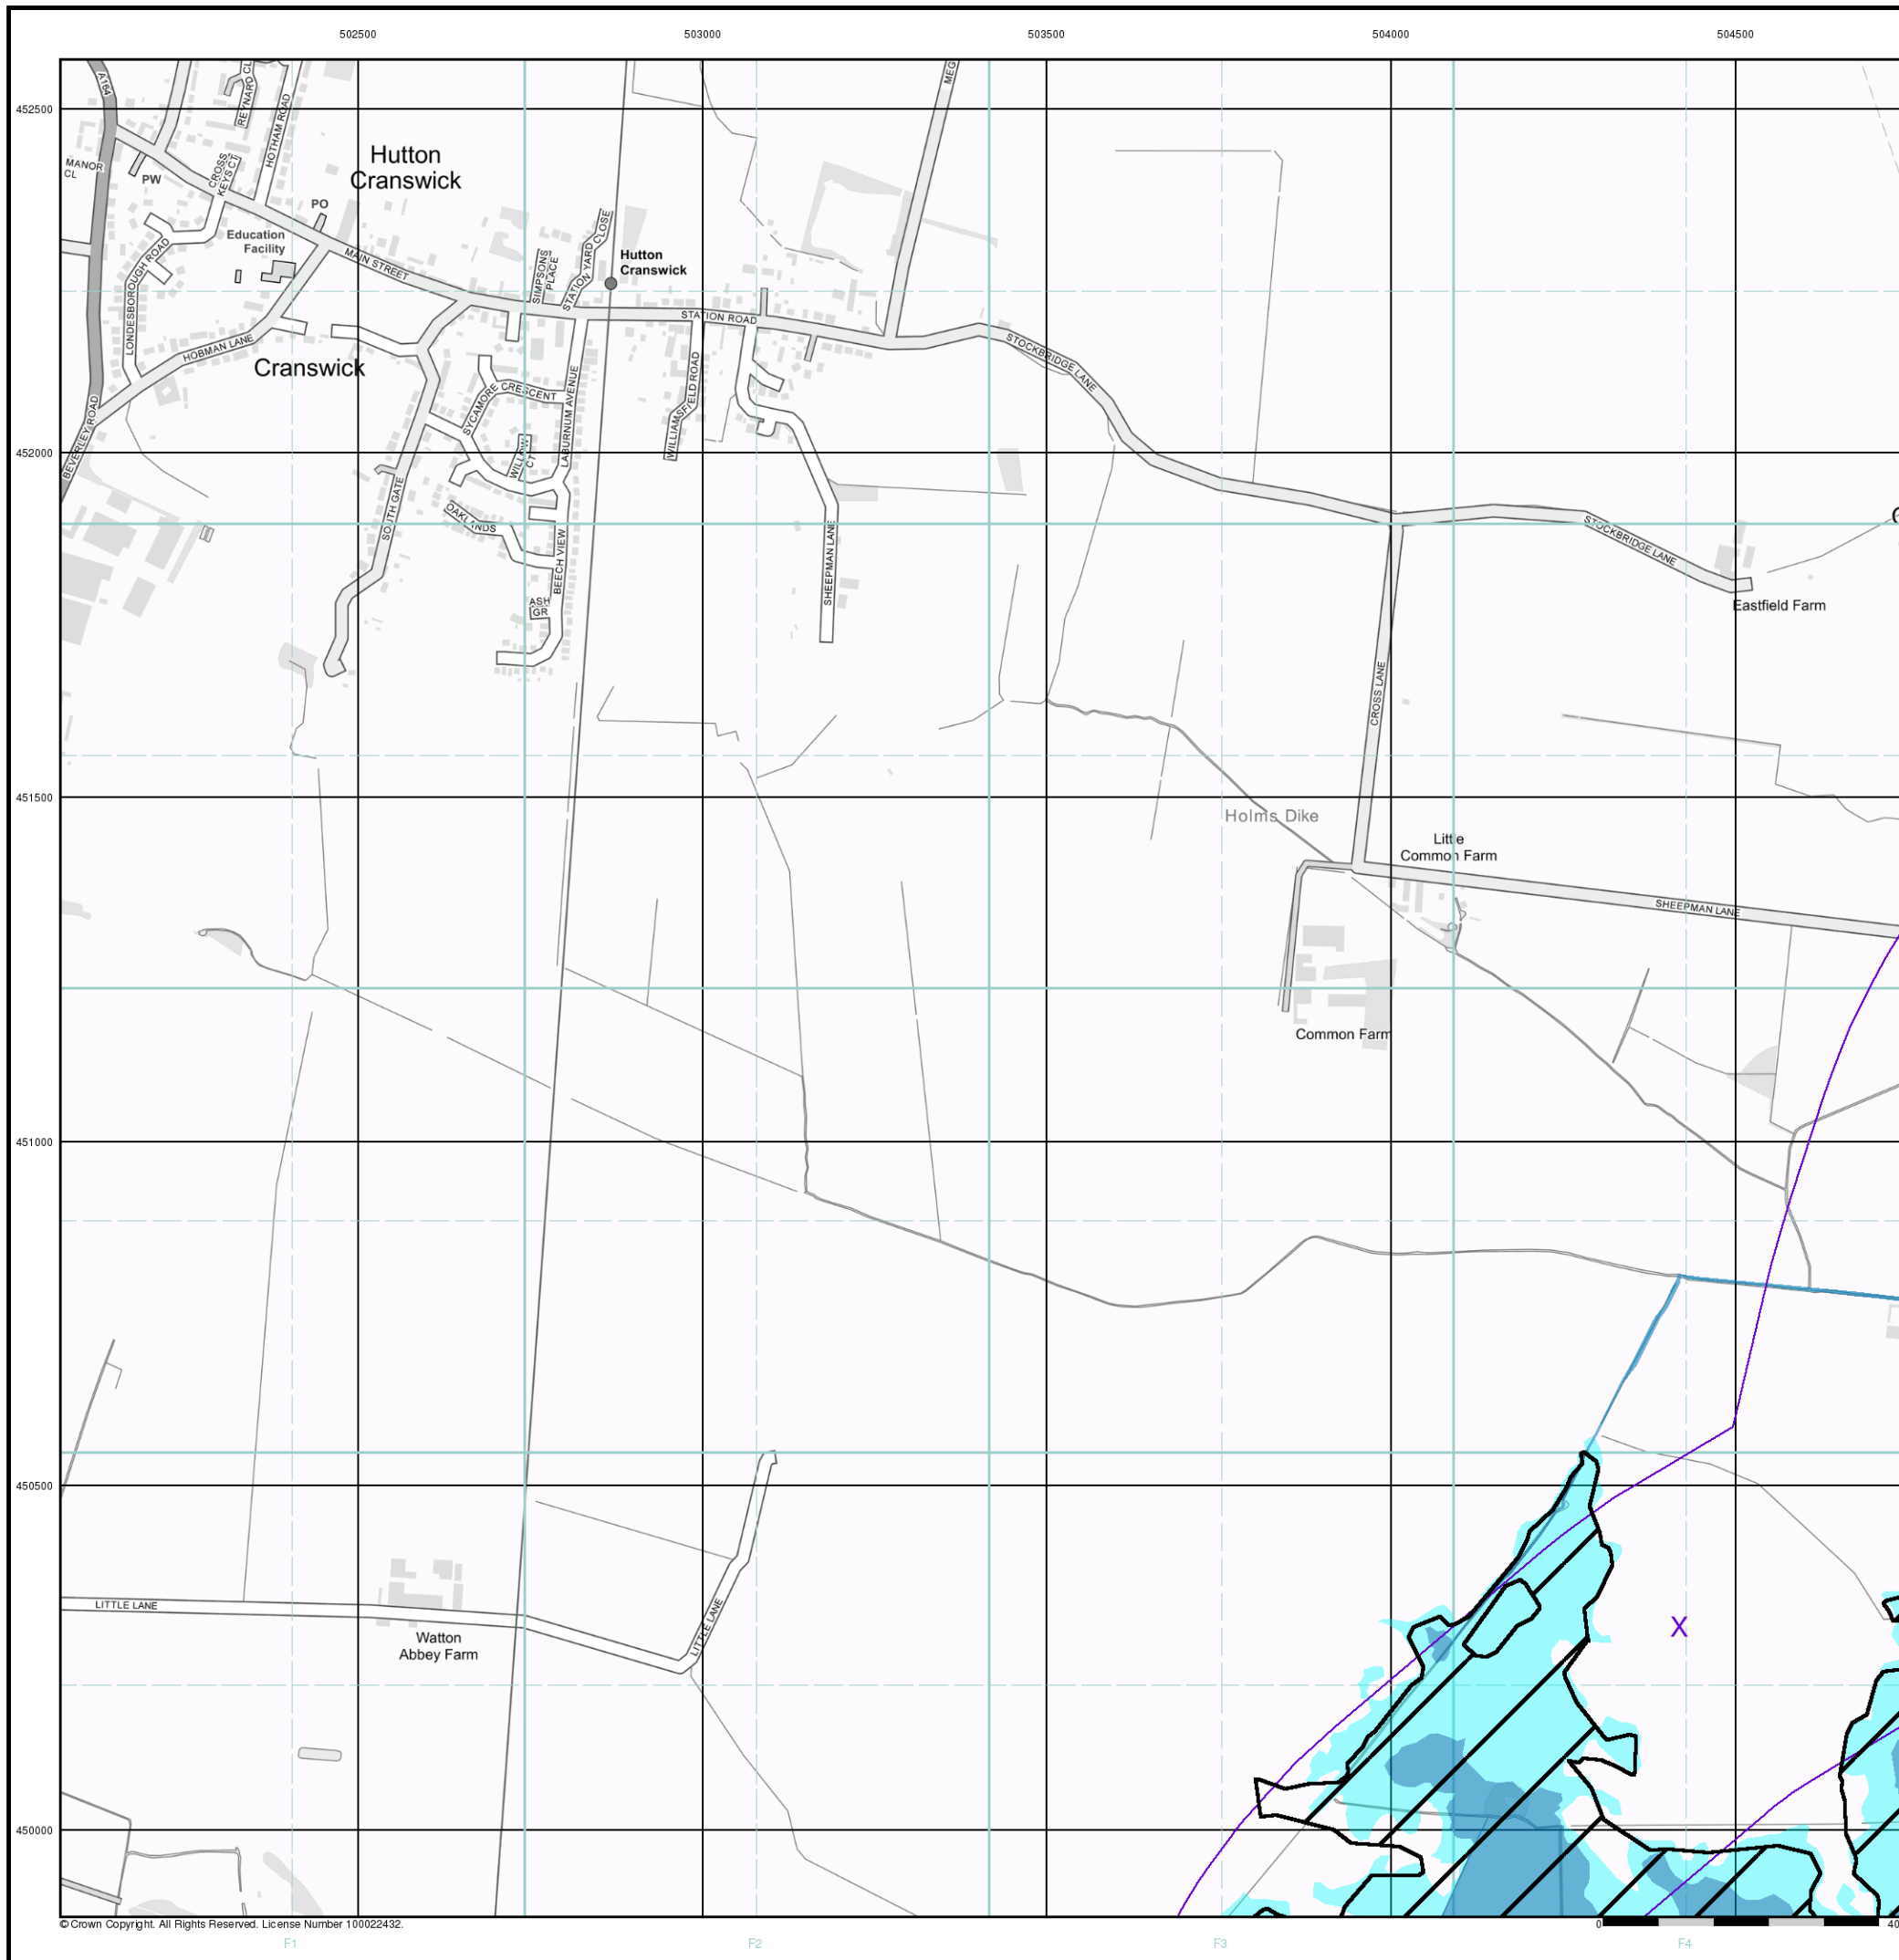 502500
503000
503500
504000
504500
452500
452000
451500
451000
450500
450000
A164
REYNARD CL
HOTHAM ROAD
MANOR
CL
PW
CROSS
KEYS CT
Hutton
Cranswick
PO
Education
Facility
MAIN STREET
LONDESBOROUGH ROAD
HOBMAN LANE
Cranswick
BEVERLEY ROAD
SIMPSONS
PLACE
STATION YARD
CLOSE
Hutton
Cranswick
STATION ROAD
MEG
STOCKBRIDGE LANE
SYCAMORE
CRESCENT
LABURNUM AVENUE
WILLIAMSFIELD ROAD
WILLOW
CT
SOUTH GATE
OAKLANDS
BEECH VIEW
ASH
GR
SHEEPMAN LANE
STOCKBRIDGE LANE
Eastfield Farm
CROSS LANE
Holms Dike
Little
Common Farm
SHEEPMAN LANE
Common Farm
LITTLE LANE
Watton
Abbey Farm
LITTLE LANE
X
© Crown Copyright. All Rights Reserved. License Number 100022432.
0
F1
F2
F3
F4